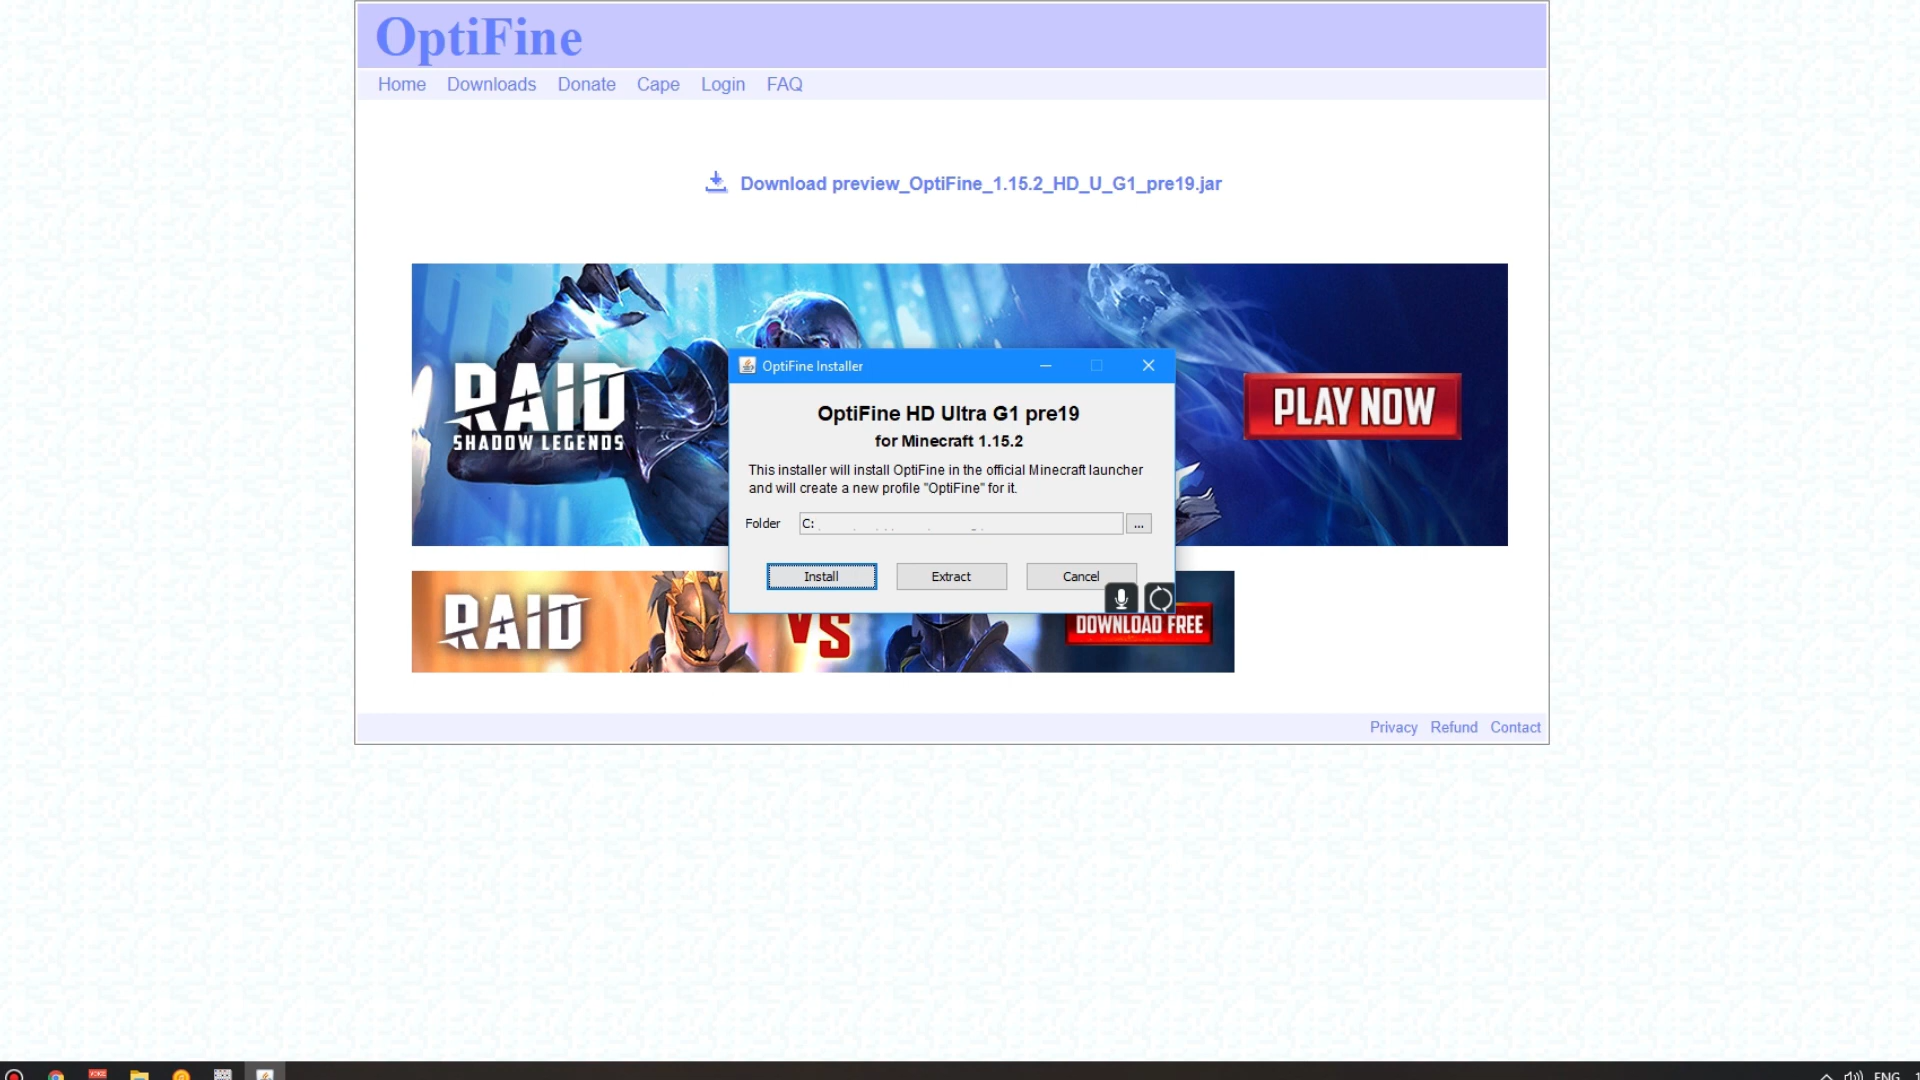 OptiFine
Home Downloads Donate Cape Login FAQ
Download preview_OptiFine_1.15.2_HD_U_G1_pre19.jar
RAID
SHADOW LEGENDS
PLAY NOW
OptiFine Installer
OptiFine HD Ultra G1 pre19
for Minecraft 1.15.2
This installer will install OptiFine in the official Minecraft launcher
and will create a new profile "OptiFine" for it.
Folder C: ...
Install Extract Cancel
RAID
VS
DOWNLOAD FREE
Privacy Refund Contact
ENG